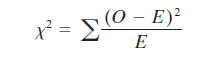 χ² = Σ (O − E)² / E